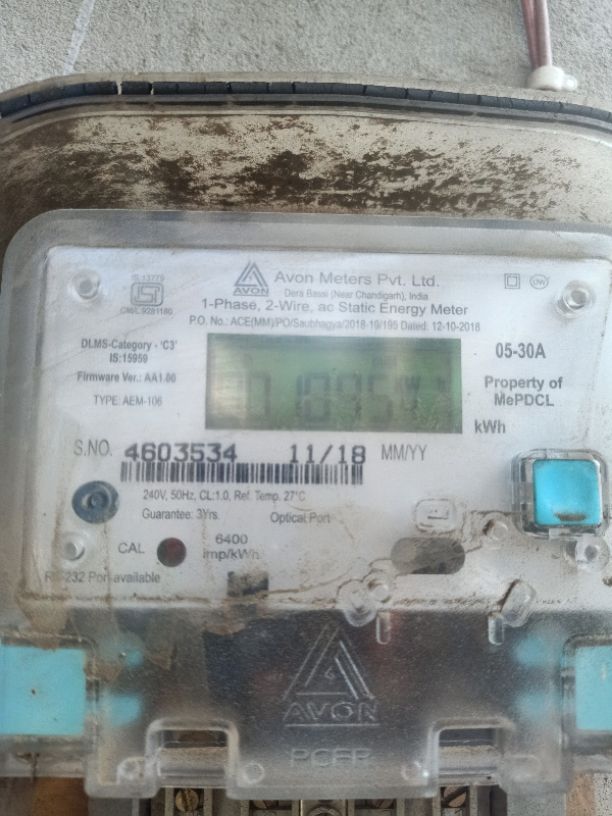 IS 13779
CM/L 9281180
AVON
Avon Meters Pvt. Ltd.
Dera Bassi (Near Chandigarh), India
1-Phase, 2-Wire, ac Static Energy Meter
P.O. No.: ACE(MM)/PO/Saubhagya/2018-19/195 Dated: 12-10-2018
DLMS-Category - 'C3'
IS:15959
Firmware Ver.: AA1.00
TYPE: AEM-106
05-30A
Property of
MePDCL
kWh
S.NO. 4603534 11/18 MM/YY
240V, 50Hz, CL:1.0, Ref. Temp. 27°C
Guarantee: 3Yrs. Optical Port
CAL 6400
imp/kWh
Port available
AVON